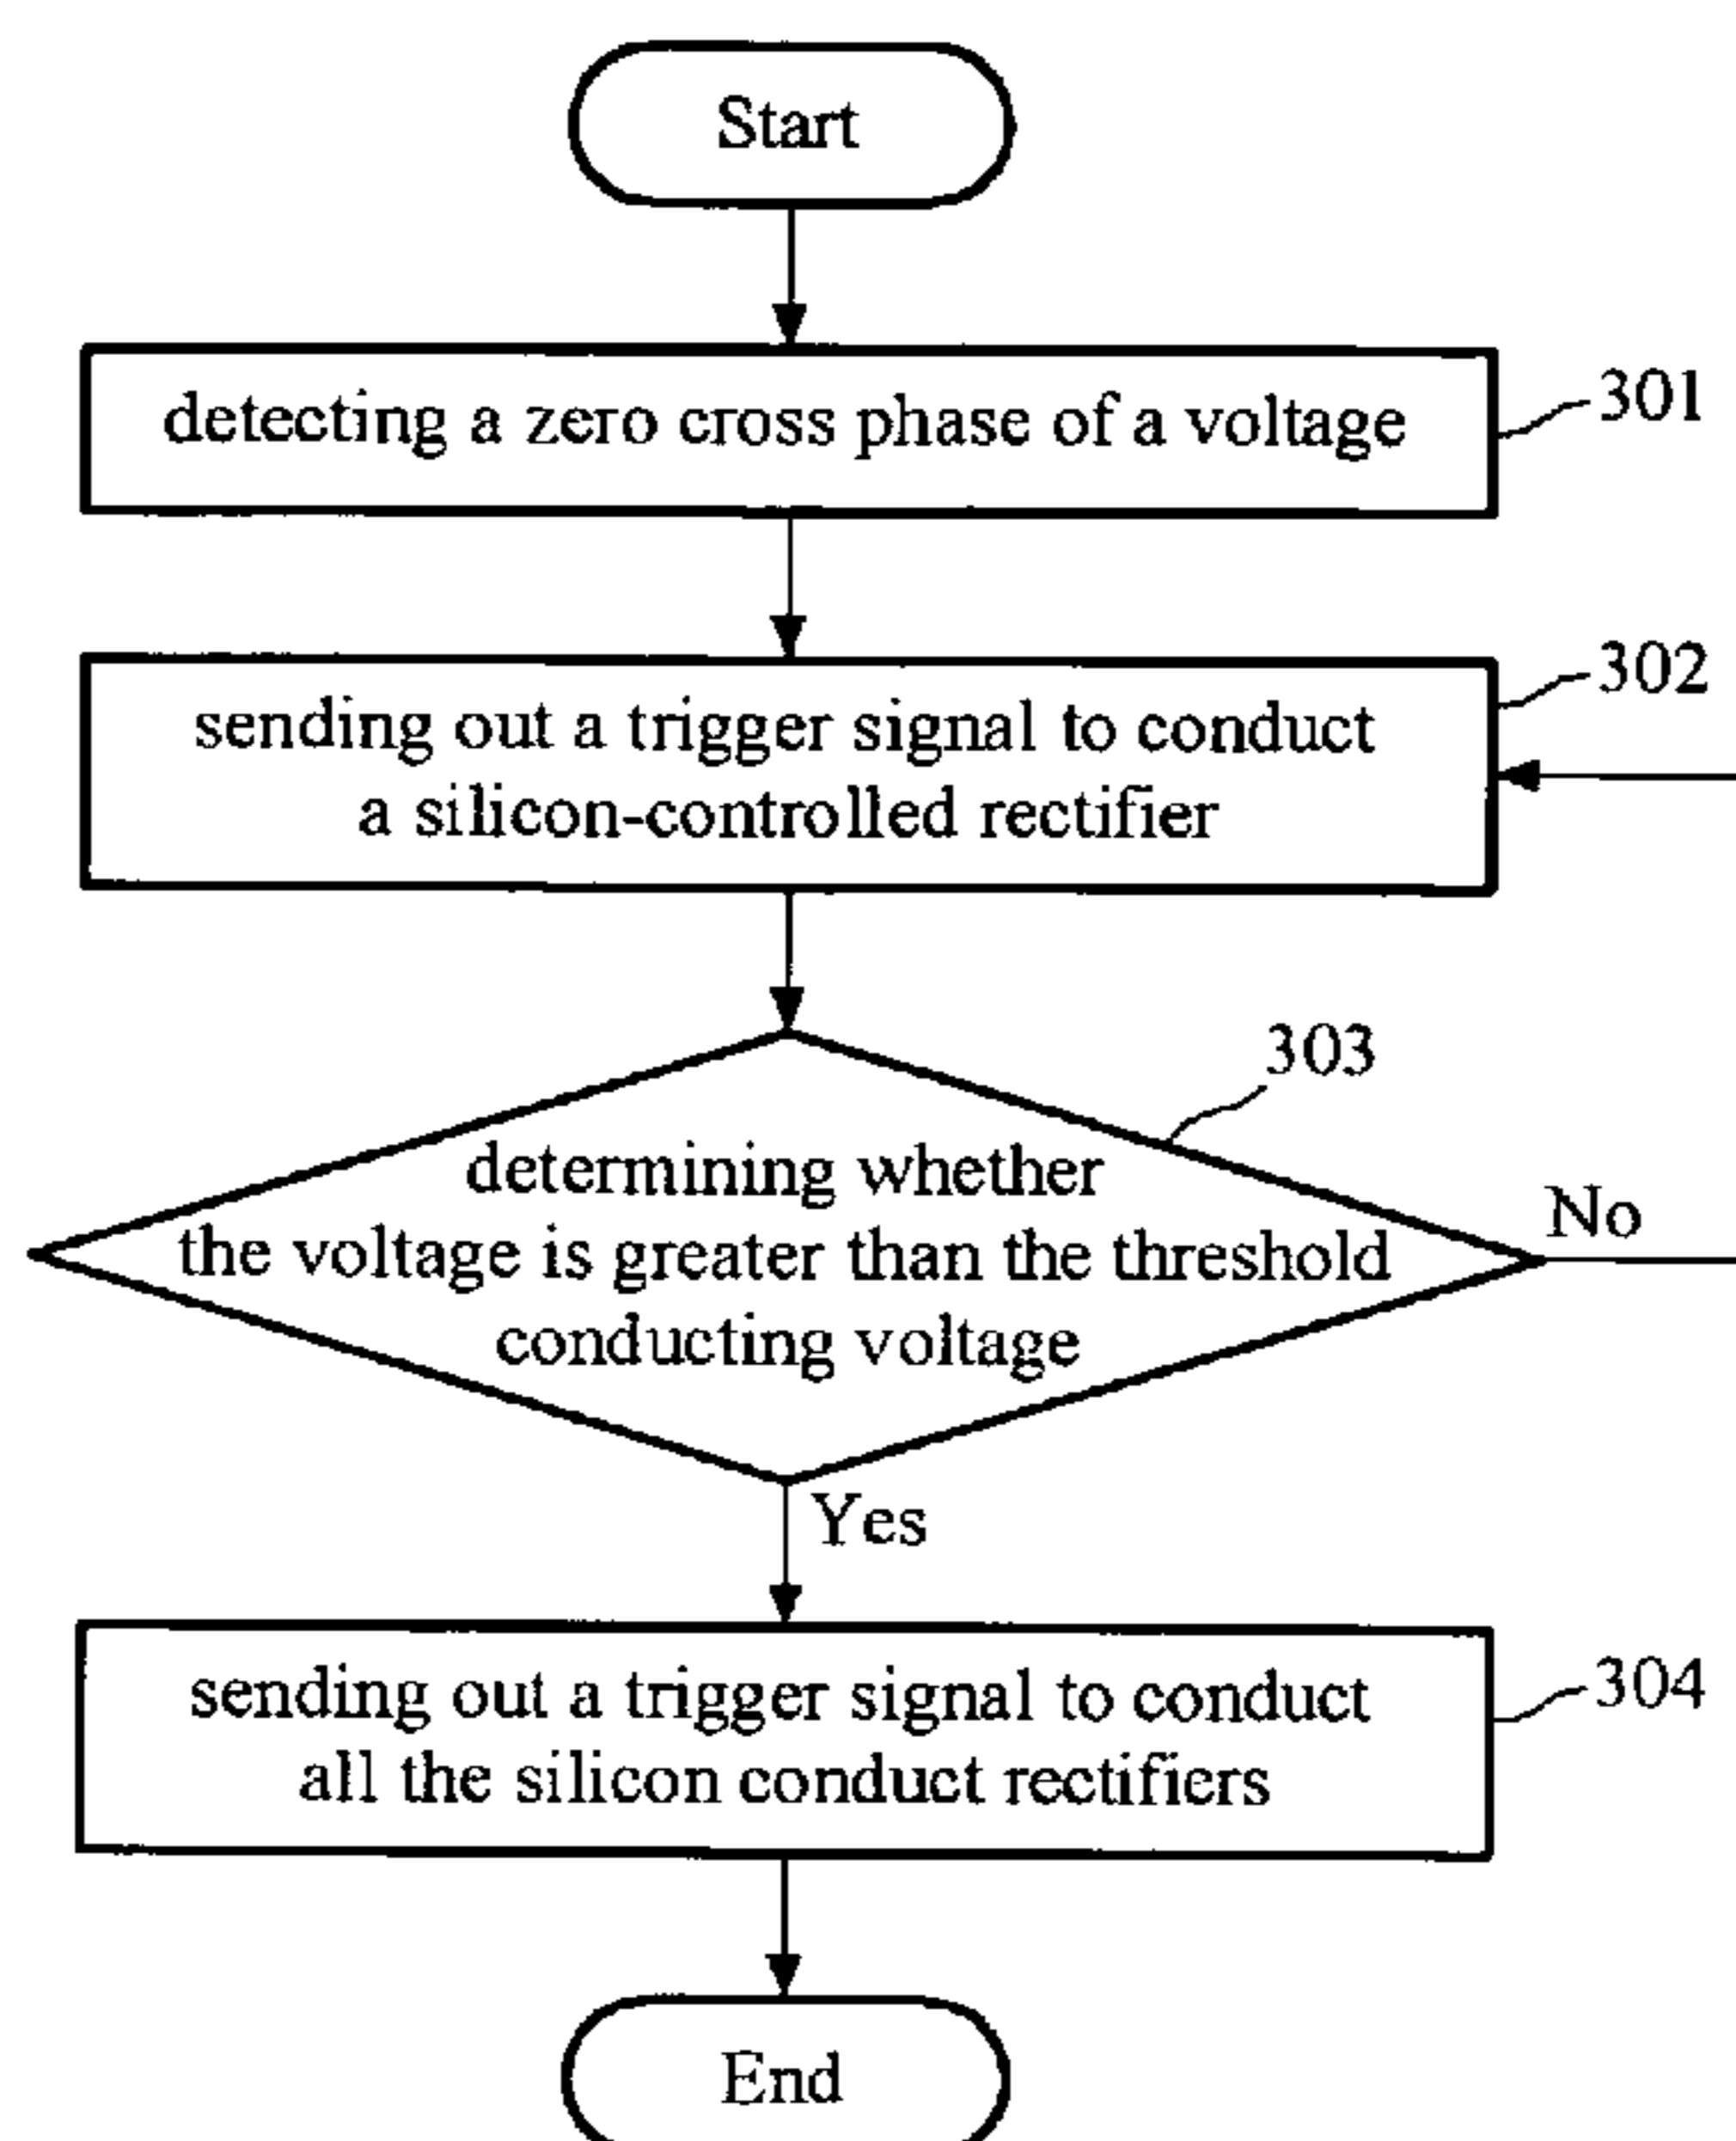 Start
detecting a zero cross phase of a voltage
301
302
sending out a trigger signal to conduct
a silicon-controlled rectifier
303
determining whether
the voltage is greater than the threshold
conducting voltage
No
Yes
sending out a trigger signal to conduct
all the silicon conduct rectifiers
304
End